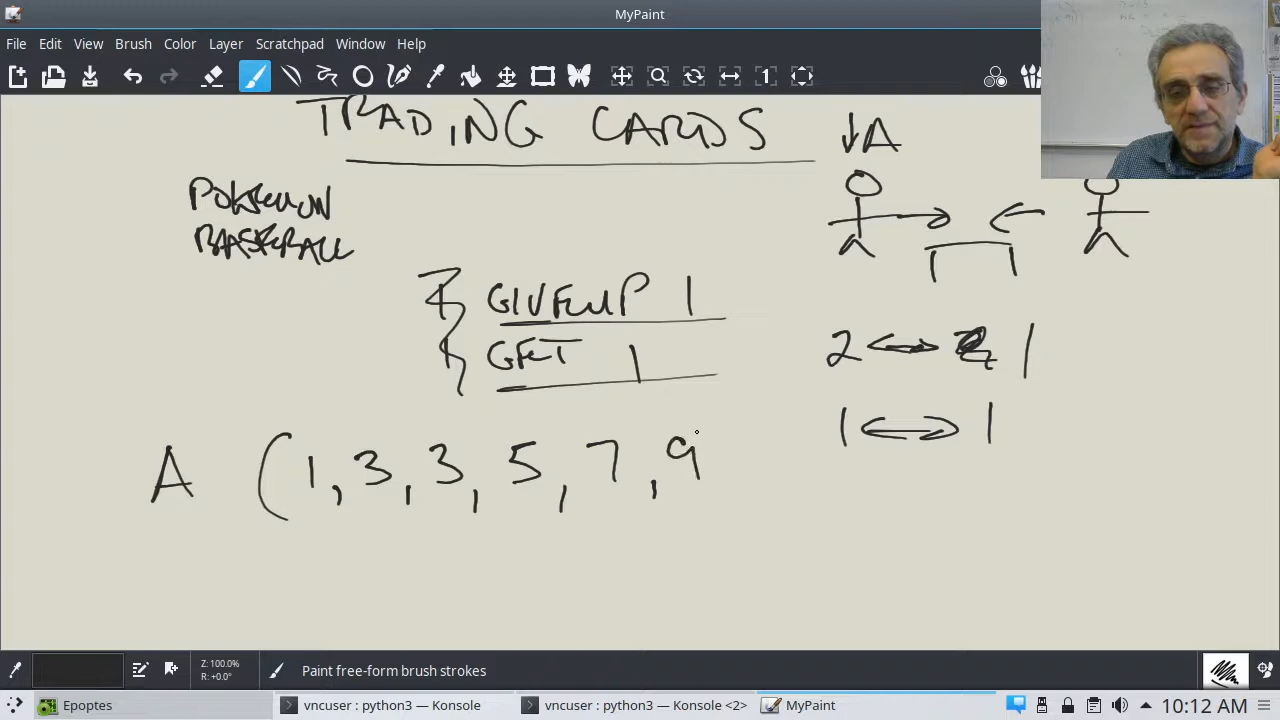 MyPaint
File Edit View Brush Color Layer Scratchpad Window Help
TRADING CARDS
↓A
POKEMON
BASEBALL
GIVE UP 1
GET 1
2 ↔ 1
1 ↔ 1
A (1, 3, 3, 5, 7, 9
Z: 100.0%
R: +0.0°
Paint free-form brush strokes
Epoptes
vncuser : python3 — Konsole
vncuser : python3 — Konsole <2>
MyPaint
10:12 AM